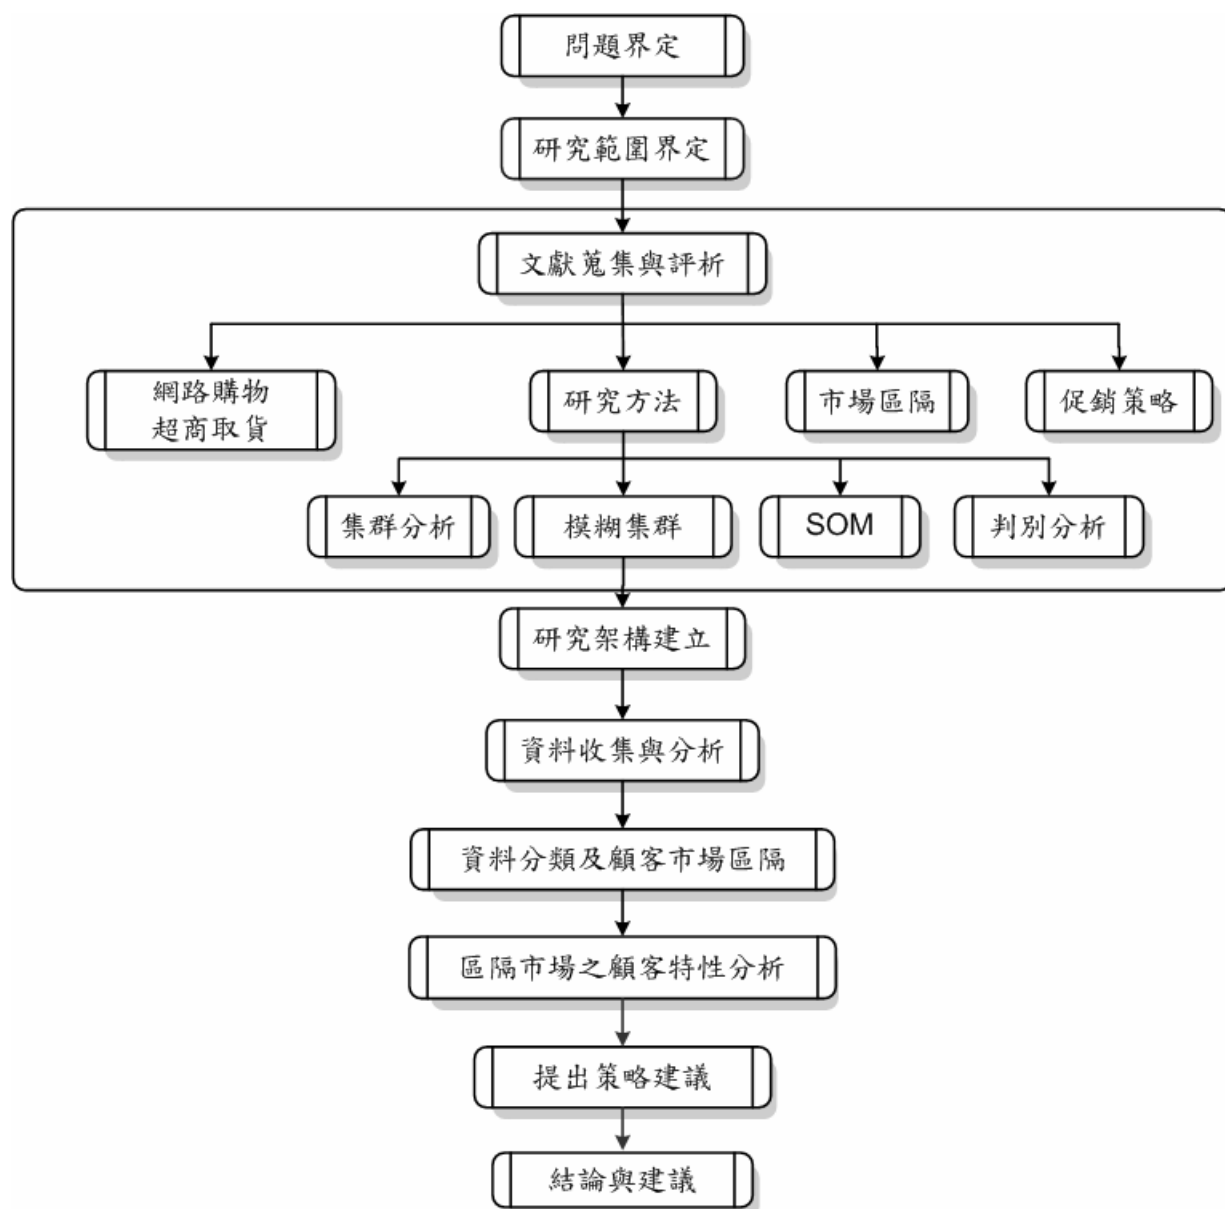 問題界定
研究範圍界定
文獻蒐集與評析
網路購物
超商取貨
研究方法
市場區隔
促銷策略
集群分析
模糊集群
SOM
判別分析
研究架構建立
資料收集與分析
資料分類及顧客市場區隔
區隔市場之顧客特性分析
提出策略建議
結論與建議